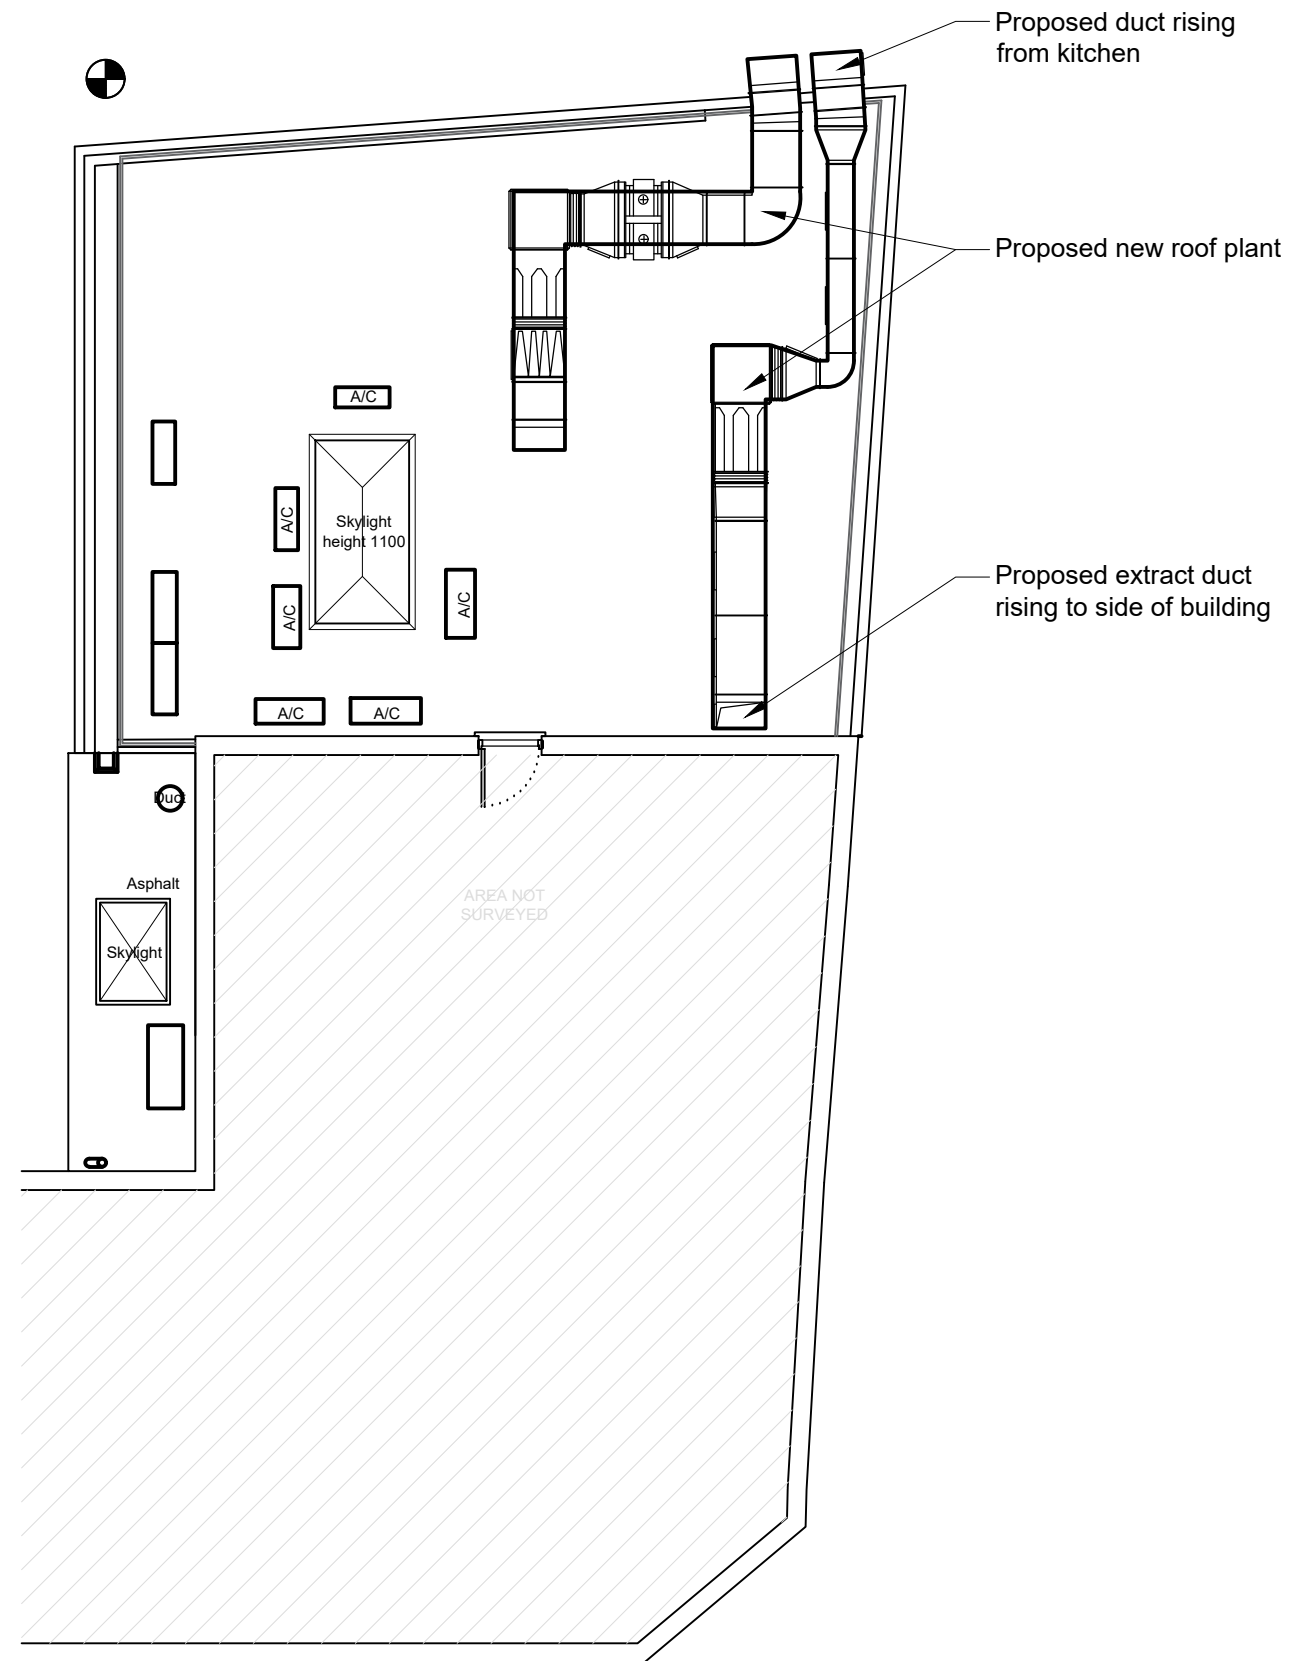 Proposed duct rising
from kitchen
Proposed new roof plant
A/C
A/C
Skylight
height 1100
A/C
A/C
Proposed extract duct
rising to side of building
A/C
A/C
Duct
Asphalt
AREA NOT
SURVEYED
Skylight